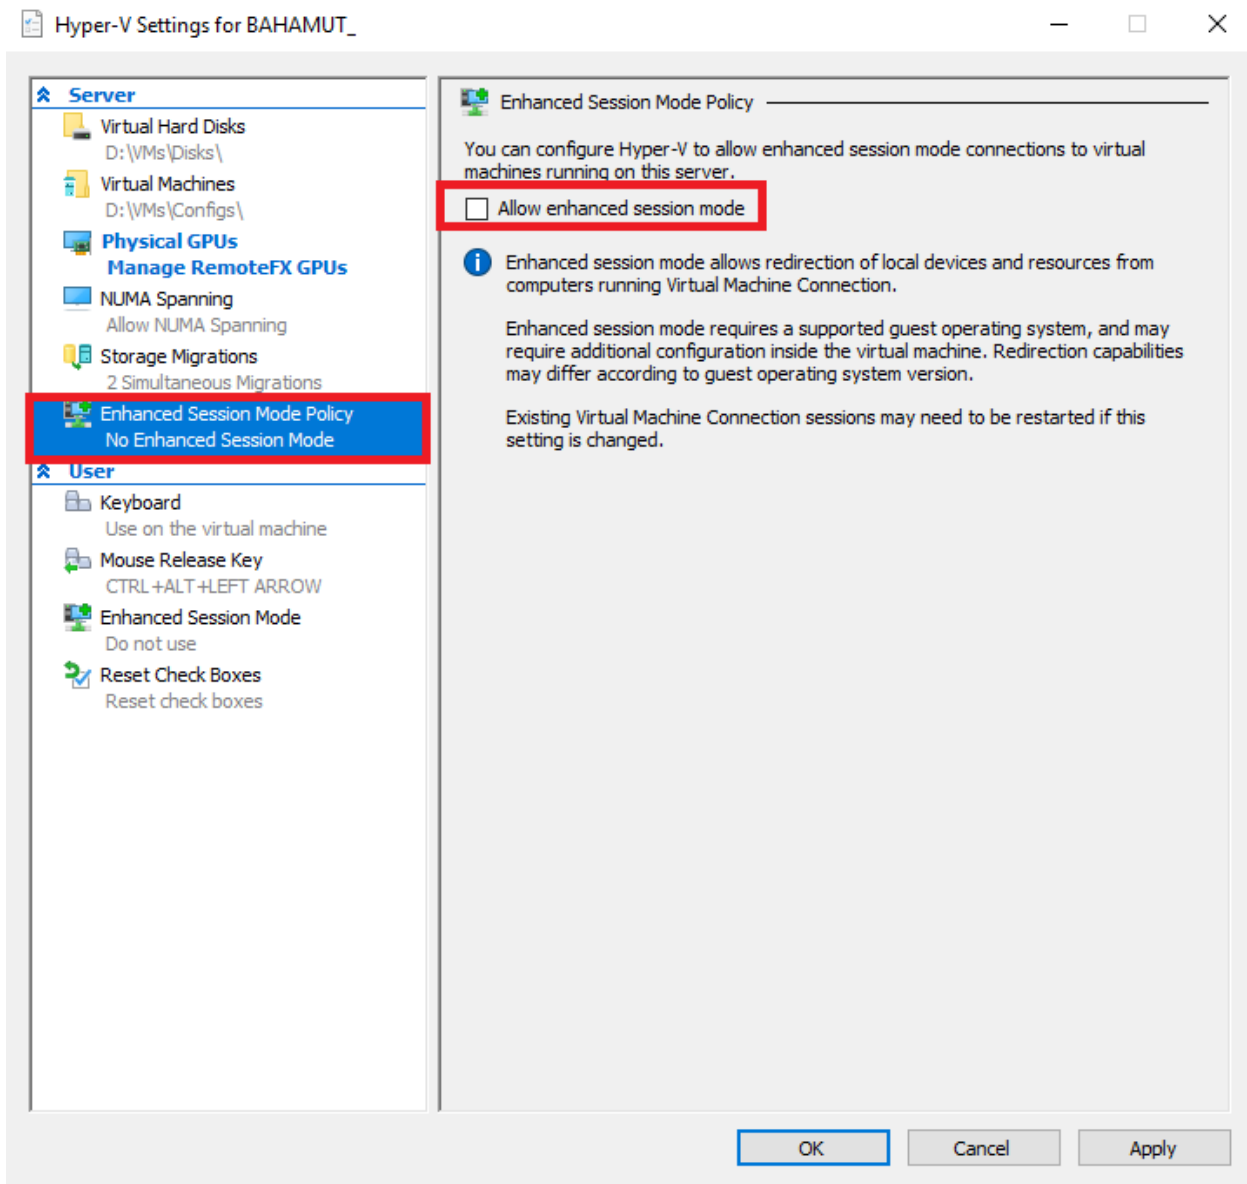 Hyper-V Settings for BAHAMUT_
Server
Virtual Hard Disks
D:\VMs\Disks\
Virtual Machines
D:\VMs\Configs\
Physical GPUs
Manage RemoteFX GPUs
NUMA Spanning
Allow NUMA Spanning
Storage Migrations
2 Simultaneous Migrations
Enhanced Session Mode Policy
No Enhanced Session Mode
User
Keyboard
Use on the virtual machine
Mouse Release Key
CTRL+ALT+LEFT ARROW
Enhanced Session Mode
Do not use
Reset Check Boxes
Reset check boxes
Enhanced Session Mode Policy
You can configure Hyper-V to allow enhanced session mode connections to virtual
machines running on this server.
Allow enhanced session mode
Enhanced session mode allows redirection of local devices and resources from
computers running Virtual Machine Connection.
Enhanced session mode requires a supported guest operating system, and may
require additional configuration inside the virtual machine. Redirection capabilities
may differ according to guest operating system version.
Existing Virtual Machine Connection sessions may need to be restarted if this
setting is changed.
OK
Cancel
Apply